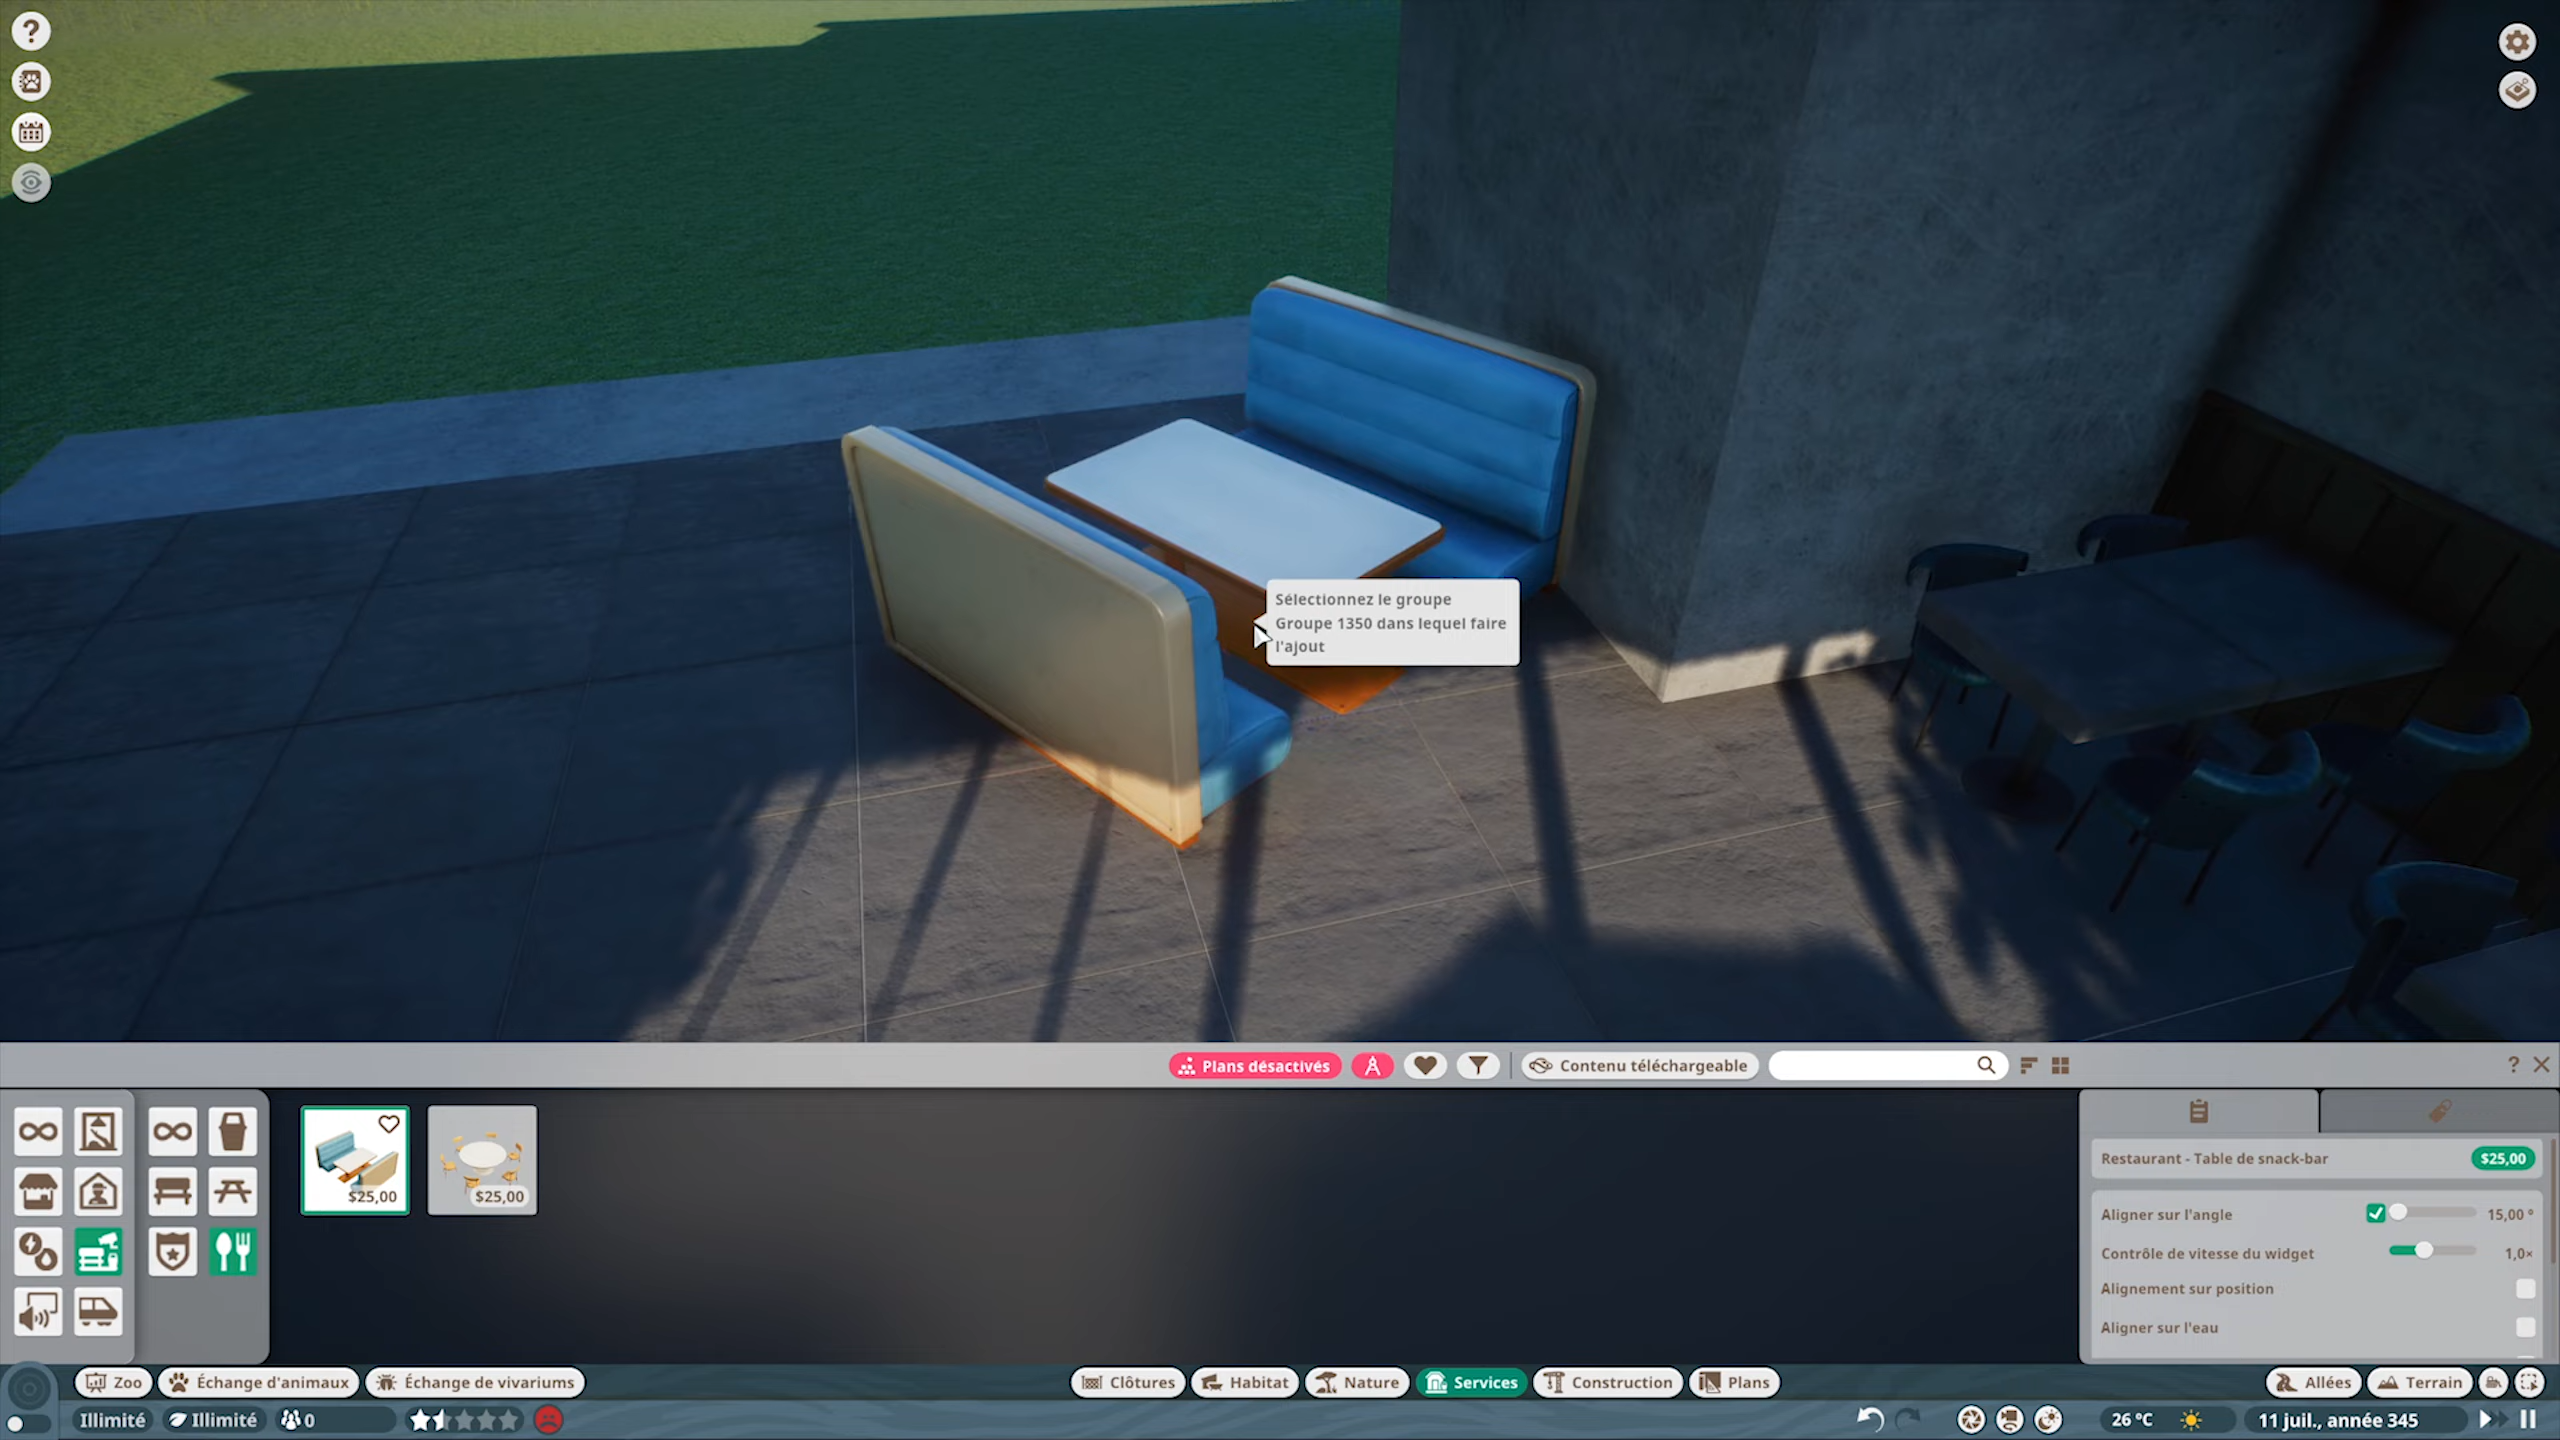 Sélectionnez le groupe
Groupe 1350 dans lequel faire
l'ajout
Plans désactivés
Contenu téléchargeable
?
$25,00
$25,00
Restaurant - Table de snack-bar
$25,00
Aligner sur l'angle
15,00 °
Contrôle de vitesse du widget
1,0×
Alignement sur position
Aligner sur l'eau
Zoo
Échange d'animaux
Échange de vivariums
Clôtures
Habitat
Nature
Services
Construction
Plans
Allées
Terrain
Illimité
Illimité
0
26 °C
11 juil., année 345